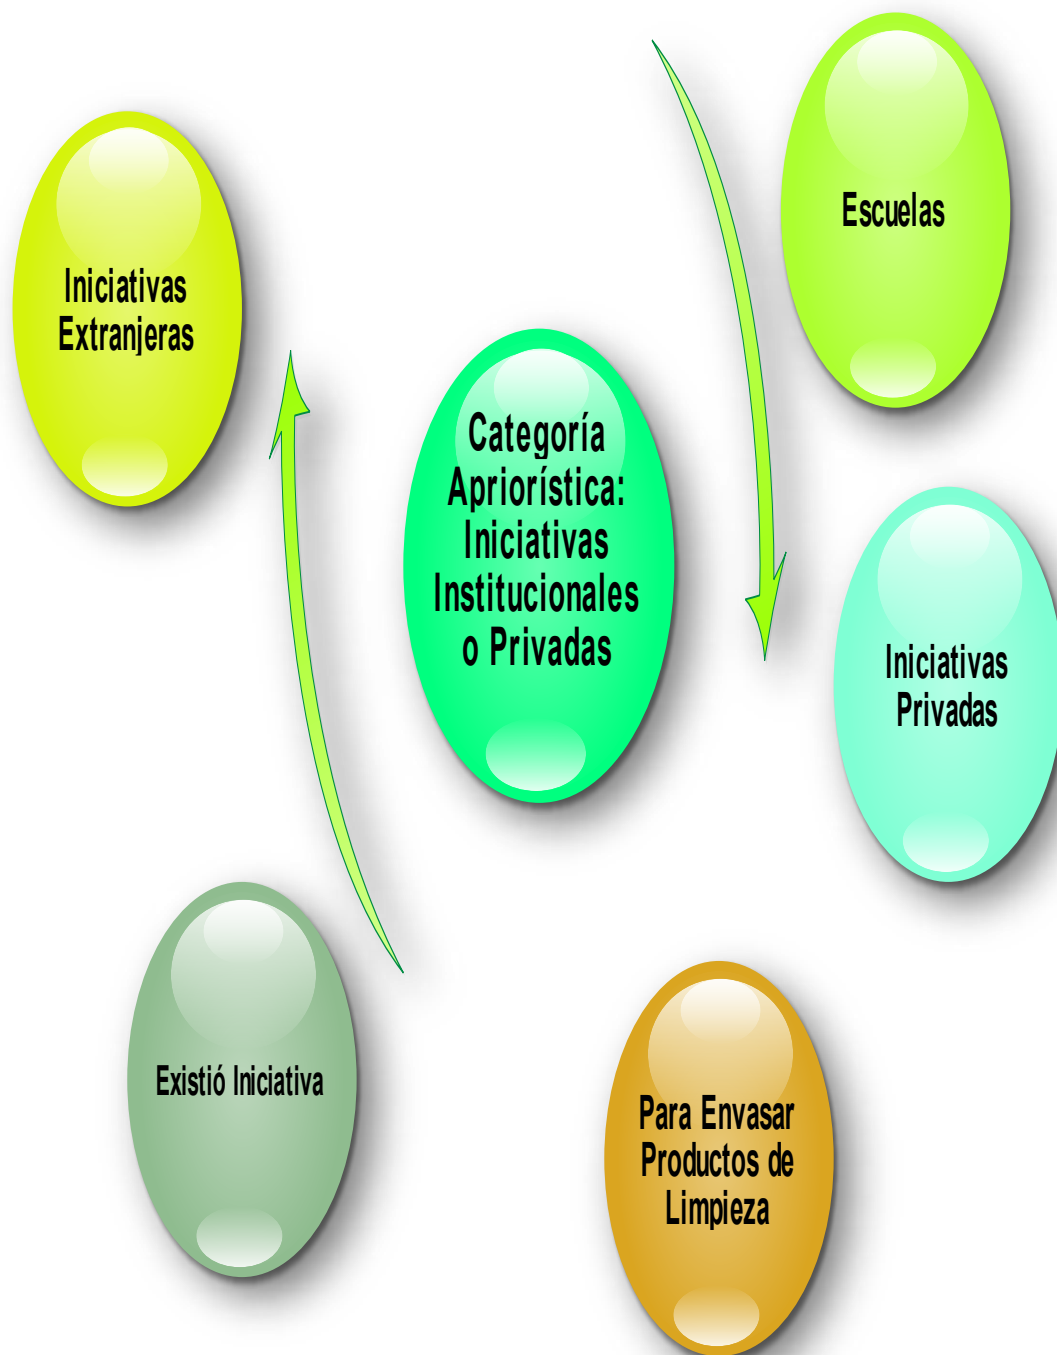 Escuelas
Iniciativas
Extranjeras
Categoría
Apriorística:
Iniciativas
Institucionales
o Privadas
Iniciativas
Privadas
Existió Iniciativa
Para Envasar
Productos de
Limpieza